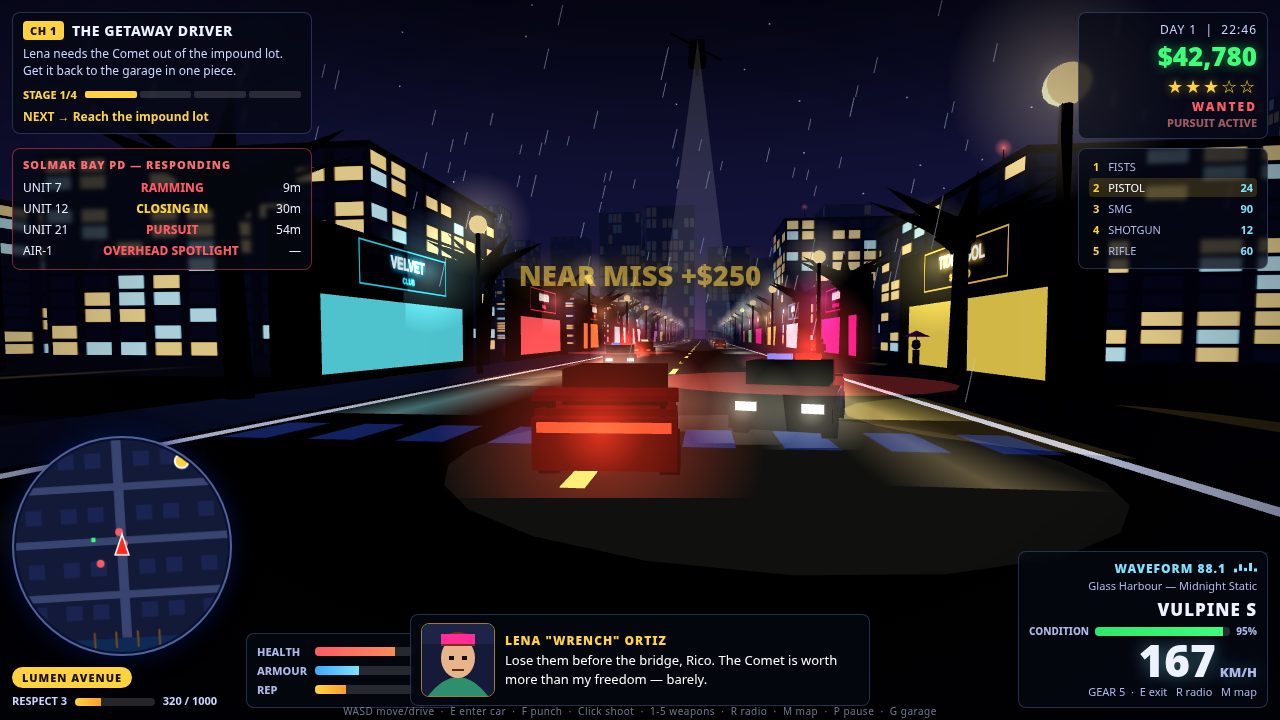 CH 1 THE GETAWAY DRIVER
Lena needs the Comet out of the impound lot.
Get it back to the garage in one piece.
STAGE 1/4
NEXT → Reach the impound lot
SOLMAR BAY PD — RESPONDING
UNIT 7 RAMMING 9m
UNIT 12 CLOSING IN 30m
UNIT 21 PURSUIT 54m
AIR-1 OVERHEAD SPOTLIGHT —
DAY 1 | 22:46
$42,780
★★★☆☆
WANTED
PURSUIT ACTIVE
1 FISTS
2 PISTOL 24
3 SMG 90
4 SHOTGUN 12
5 RIFLE 60
VELVET
CLUB
NEAR MISS +$250
LUMEN AVENUE
RESPECT 3 320 / 1000
HEALTH
ARMOUR
REP
LENA "WRENCH" ORTIZ
Lose them before the bridge, Rico. The Comet is worth
more than my freedom — barely.
WAVEFORM 88.1
Glass Harbour — Midnight Static
VULPINE S
CONDITION 95%
167 KM/H
GEAR 5 · E exit R radio M map
WASD move/drive · E enter car · F punch · Click shoot · 1-5 weapons · R radio · M map · P pause · G garage